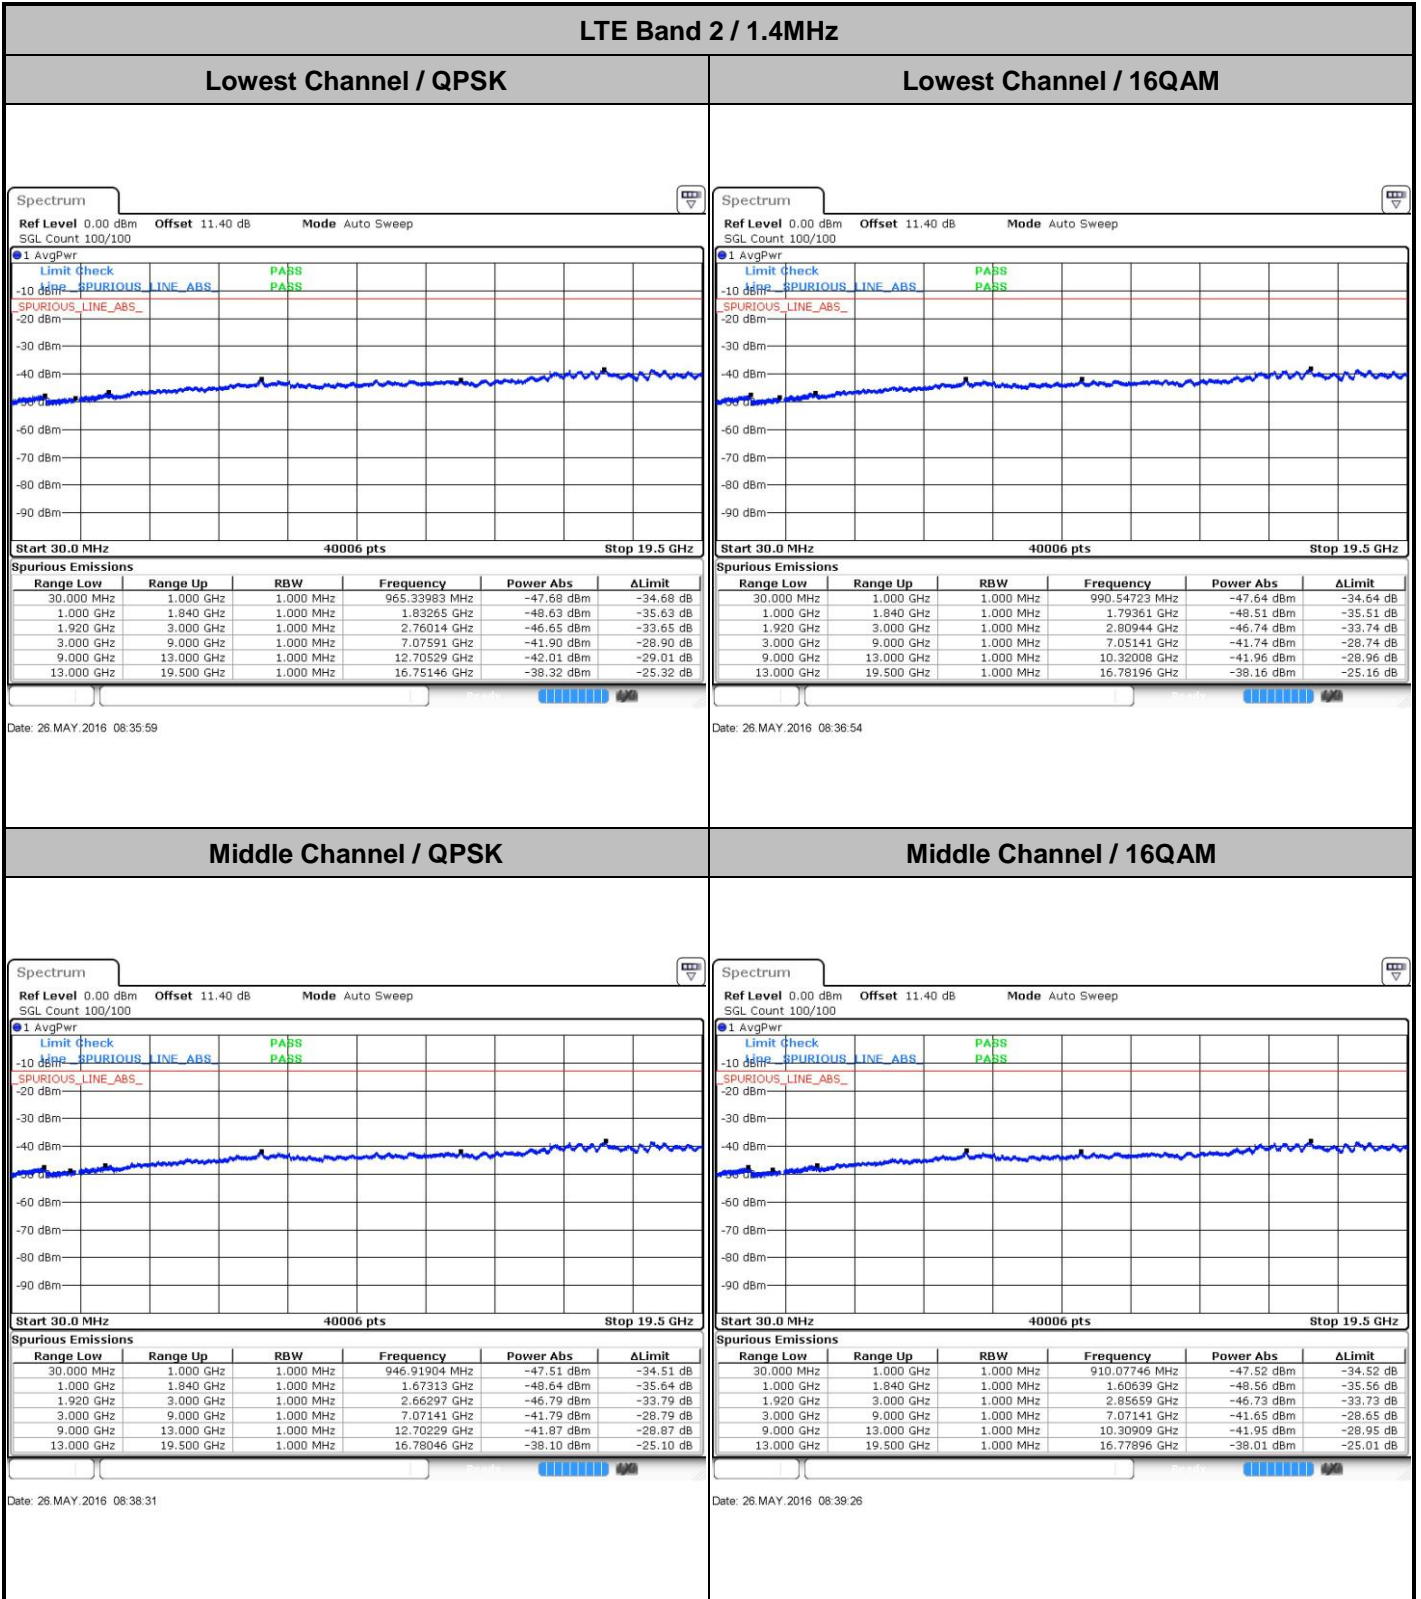 LTE Band 2 / 1.4MHz
Lowest Channel / QPSK
Lowest Channel / 16QAM
Spectrum
Ref Level 0.00 dBm Offset 11.40 dB Mode Auto Sweep
SGL Count 100/100
1 AvgPwr
Limit Check PASS
-10 dBm Line _SPURIOUS_LINE_ABS_ PASS
_SPURIOUS_LINE_ABS_
-20 dBm
-30 dBm
-40 dBm
-50 dBm
-60 dBm
-70 dBm
-80 dBm
-90 dBm
Start 30.0 MHz 40006 pts Stop 19.5 GHz
Spurious Emissions
Range Low Range Up RBW Frequency Power Abs ΔLimit
30.000 MHz 1.000 GHz 1.000 MHz 965.33983 MHz -47.68 dBm -34.68 dB
1.000 GHz 1.840 GHz 1.000 MHz 1.83265 GHz -48.63 dBm -35.63 dB
1.920 GHz 3.000 GHz 1.000 MHz 2.76014 GHz -46.65 dBm -33.65 dB
3.000 GHz 9.000 GHz 1.000 MHz 7.07591 GHz -41.90 dBm -28.90 dB
9.000 GHz 13.000 GHz 1.000 MHz 12.70529 GHz -42.01 dBm -29.01 dB
13.000 GHz 19.500 GHz 1.000 MHz 16.75146 GHz -38.32 dBm -25.32 dB
Ready
Date: 26.MAY.2016 08:35:59
Spectrum
Ref Level 0.00 dBm Offset 11.40 dB Mode Auto Sweep
SGL Count 100/100
1 AvgPwr
Limit Check PASS
-10 dBm Line _SPURIOUS_LINE_ABS_ PASS
_SPURIOUS_LINE_ABS_
-20 dBm
-30 dBm
-40 dBm
-50 dBm
-60 dBm
-70 dBm
-80 dBm
-90 dBm
Start 30.0 MHz 40006 pts Stop 19.5 GHz
Spurious Emissions
Range Low Range Up RBW Frequency Power Abs ΔLimit
30.000 MHz 1.000 GHz 1.000 MHz 990.54723 MHz -47.64 dBm -34.64 dB
1.000 GHz 1.840 GHz 1.000 MHz 1.79361 GHz -48.51 dBm -35.51 dB
1.920 GHz 3.000 GHz 1.000 MHz 2.80944 GHz -46.74 dBm -33.74 dB
3.000 GHz 9.000 GHz 1.000 MHz 7.05141 GHz -41.74 dBm -28.74 dB
9.000 GHz 13.000 GHz 1.000 MHz 10.32008 GHz -41.96 dBm -28.96 dB
13.000 GHz 19.500 GHz 1.000 MHz 16.78196 GHz -38.16 dBm -25.16 dB
Ready
Date: 26.MAY.2016 08:36:54
Middle Channel / QPSK
Middle Channel / 16QAM
Spectrum
Ref Level 0.00 dBm Offset 11.40 dB Mode Auto Sweep
SGL Count 100/100
1 AvgPwr
Limit Check PASS
-10 dBm Line _SPURIOUS_LINE_ABS_ PASS
_SPURIOUS_LINE_ABS_
-20 dBm
-30 dBm
-40 dBm
-50 dBm
-60 dBm
-70 dBm
-80 dBm
-90 dBm
Start 30.0 MHz 40006 pts Stop 19.5 GHz
Spurious Emissions
Range Low Range Up RBW Frequency Power Abs ΔLimit
30.000 MHz 1.000 GHz 1.000 MHz 946.91904 MHz -47.51 dBm -34.51 dB
1.000 GHz 1.840 GHz 1.000 MHz 1.67313 GHz -48.64 dBm -35.64 dB
1.920 GHz 3.000 GHz 1.000 MHz 2.66297 GHz -46.79 dBm -33.79 dB
3.000 GHz 9.000 GHz 1.000 MHz 7.07141 GHz -41.79 dBm -28.79 dB
9.000 GHz 13.000 GHz 1.000 MHz 12.70229 GHz -41.87 dBm -28.87 dB
13.000 GHz 19.500 GHz 1.000 MHz 16.78046 GHz -38.10 dBm -25.10 dB
Ready
Date: 26.MAY.2016 08:38:31
Spectrum
Ref Level 0.00 dBm Offset 11.40 dB Mode Auto Sweep
SGL Count 100/100
1 AvgPwr
Limit Check PASS
-10 dBm Line _SPURIOUS_LINE_ABS_ PASS
_SPURIOUS_LINE_ABS_
-20 dBm
-30 dBm
-40 dBm
-50 dBm
-60 dBm
-70 dBm
-80 dBm
-90 dBm
Start 30.0 MHz 40006 pts Stop 19.5 GHz
Spurious Emissions
Range Low Range Up RBW Frequency Power Abs ΔLimit
30.000 MHz 1.000 GHz 1.000 MHz 910.07746 MHz -47.52 dBm -34.52 dB
1.000 GHz 1.840 GHz 1.000 MHz 1.60639 GHz -48.56 dBm -35.56 dB
1.920 GHz 3.000 GHz 1.000 MHz 2.85659 GHz -46.73 dBm -33.73 dB
3.000 GHz 9.000 GHz 1.000 MHz 7.07141 GHz -41.65 dBm -28.65 dB
9.000 GHz 13.000 GHz 1.000 MHz 10.30909 GHz -41.95 dBm -28.95 dB
13.000 GHz 19.500 GHz 1.000 MHz 16.77896 GHz -38.01 dBm -25.01 dB
Ready
Date: 26.MAY.2016 08:39:26